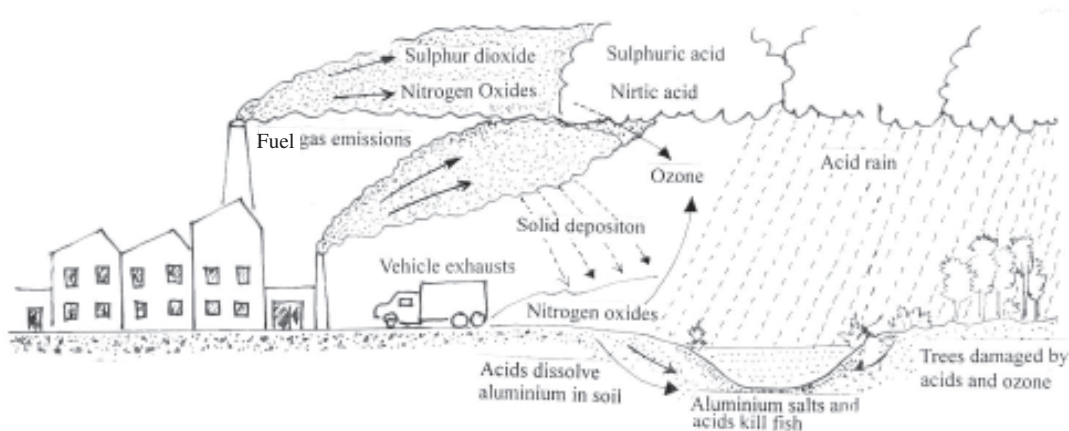 Sulphur dioxide
Nitrogen Oxides
Sulphuric acid
Nirtic acid
Fuel gas emissions
Ozone
Acid rain
Solid depositon
Vehicle exhausts
Nitrogen oxides
Acids dissolve
aluminium in soil
Aluminium salts and
acids kill fish
Trees damaged by
acids and ozone